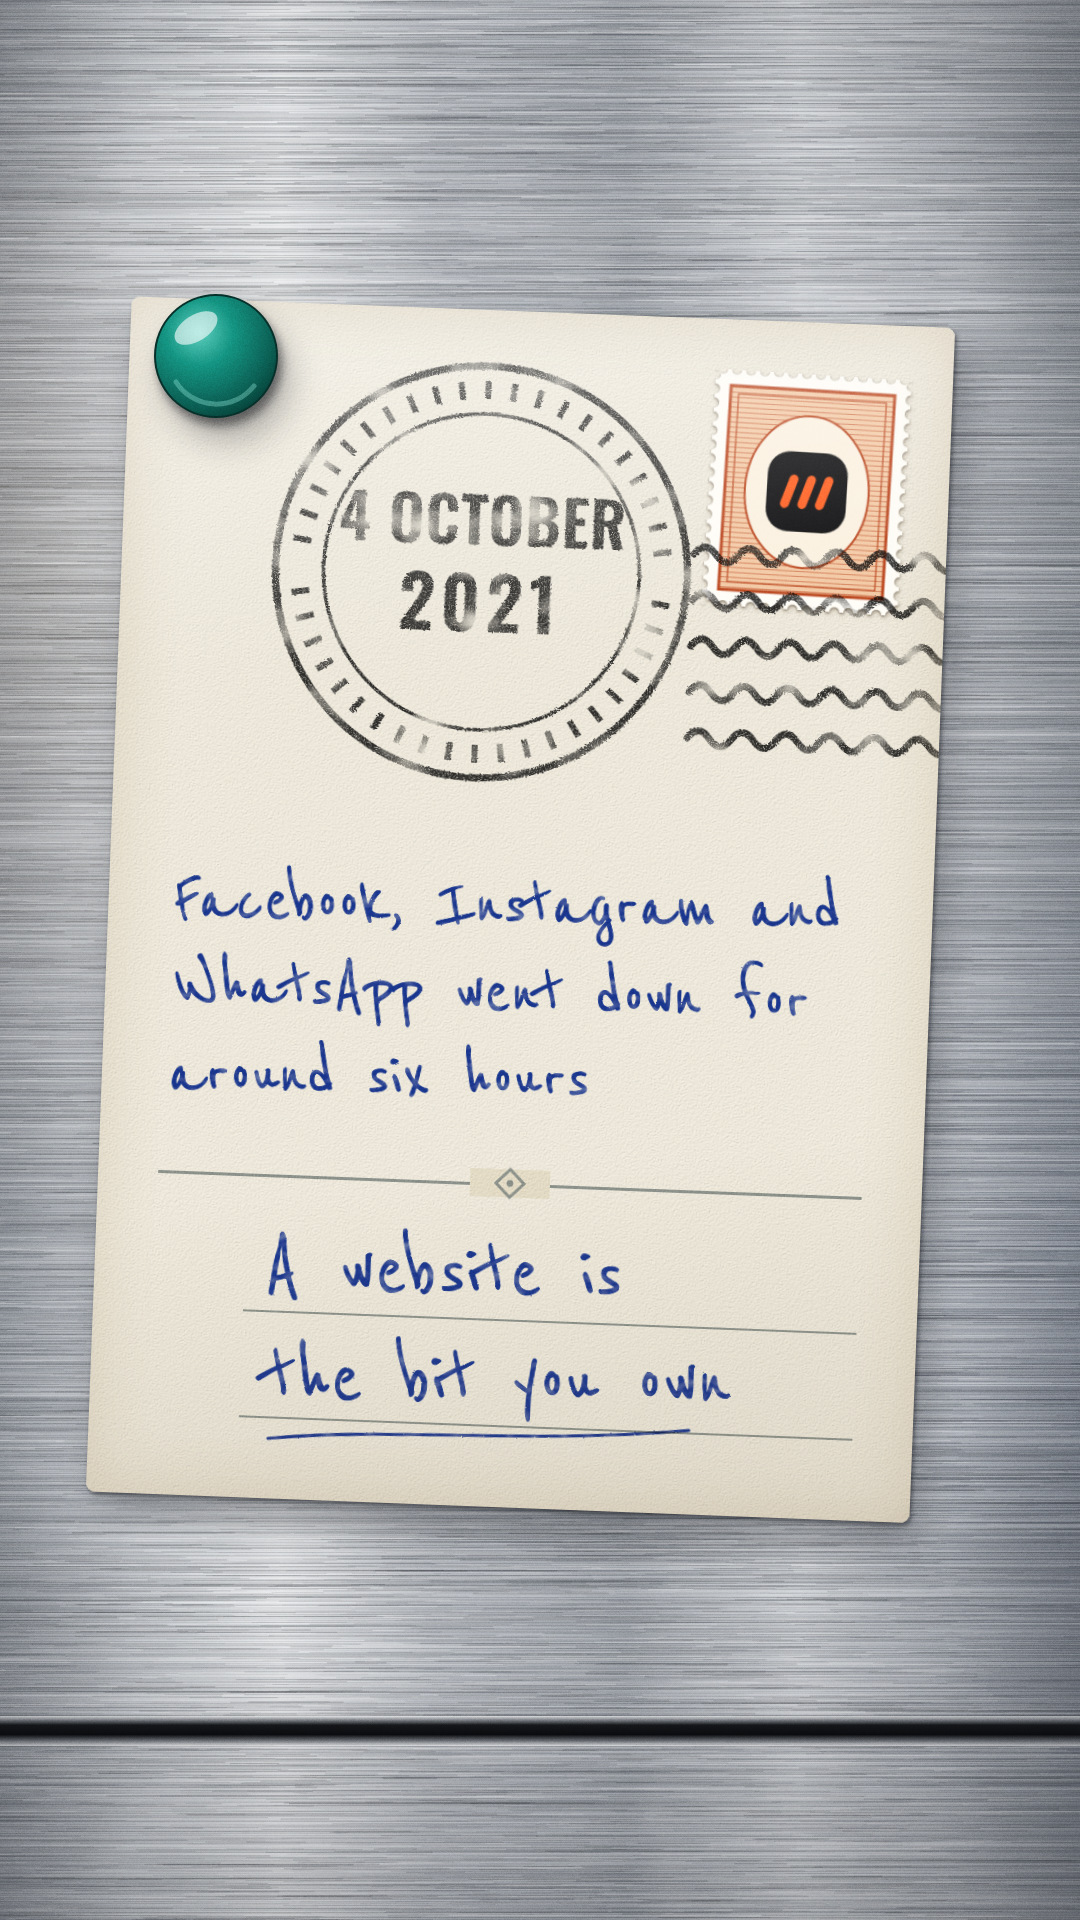 4 OCTOBER
2021
Facebook, Instagram and
WhatsApp went down for
around six hours
A website is
the bit you own